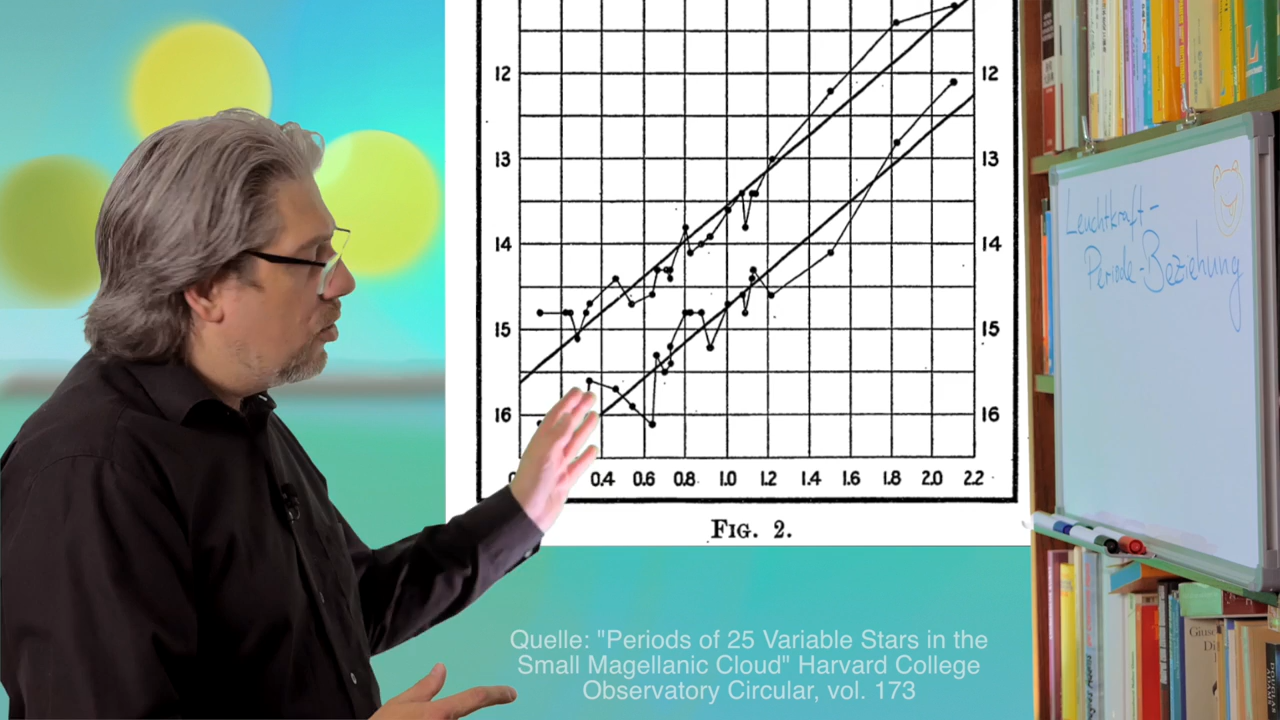 12 12
13 13
14 14
15 15
16 16
0.4 0.6 0.8 1.0 1.2 1.4 1.6 1.8 2.0 2.2
FIG. 2.
Leuchtkraft-
Periode-Beziehung
Quelle: "Periods of 25 Variable Stars in the
Small Magellanic Cloud" Harvard College
Observatory Circular, vol. 173